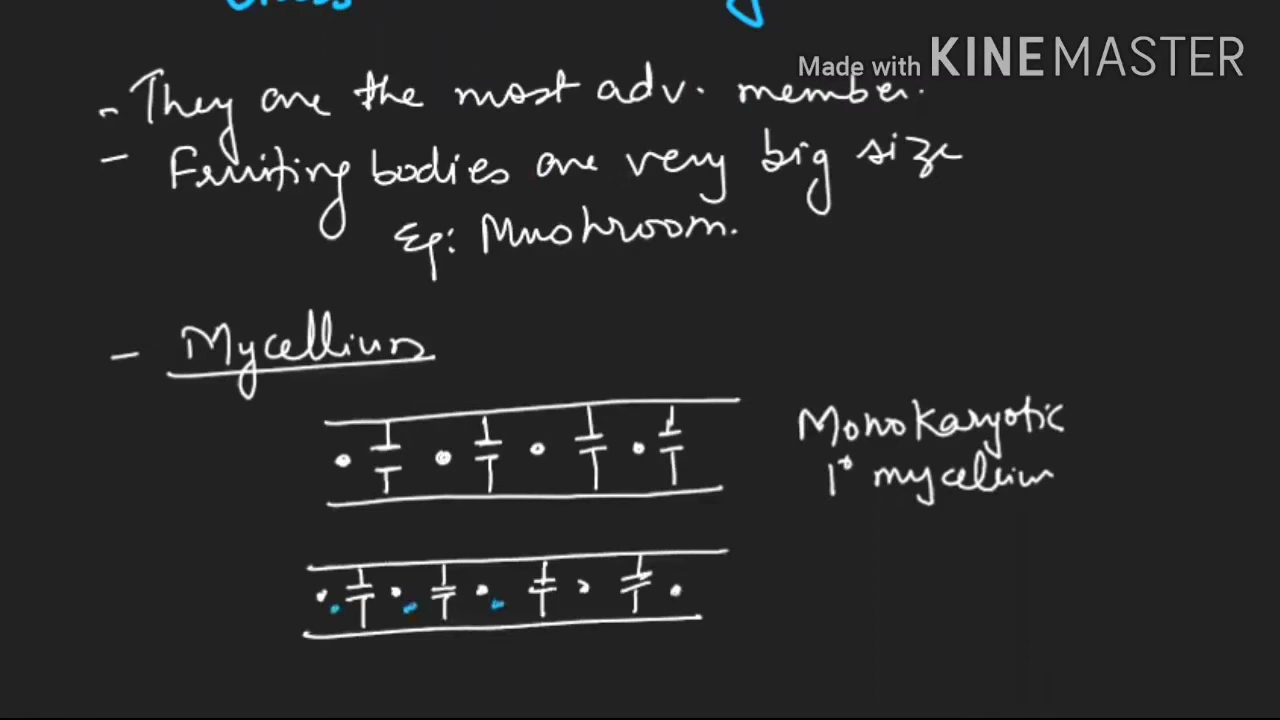 Made with KINEMASTER
- They are the most adv. member.
- Fruiting bodies are very big size
Eg: Mushroom.
- Mycellium
Monokaryotic
1° mycelium